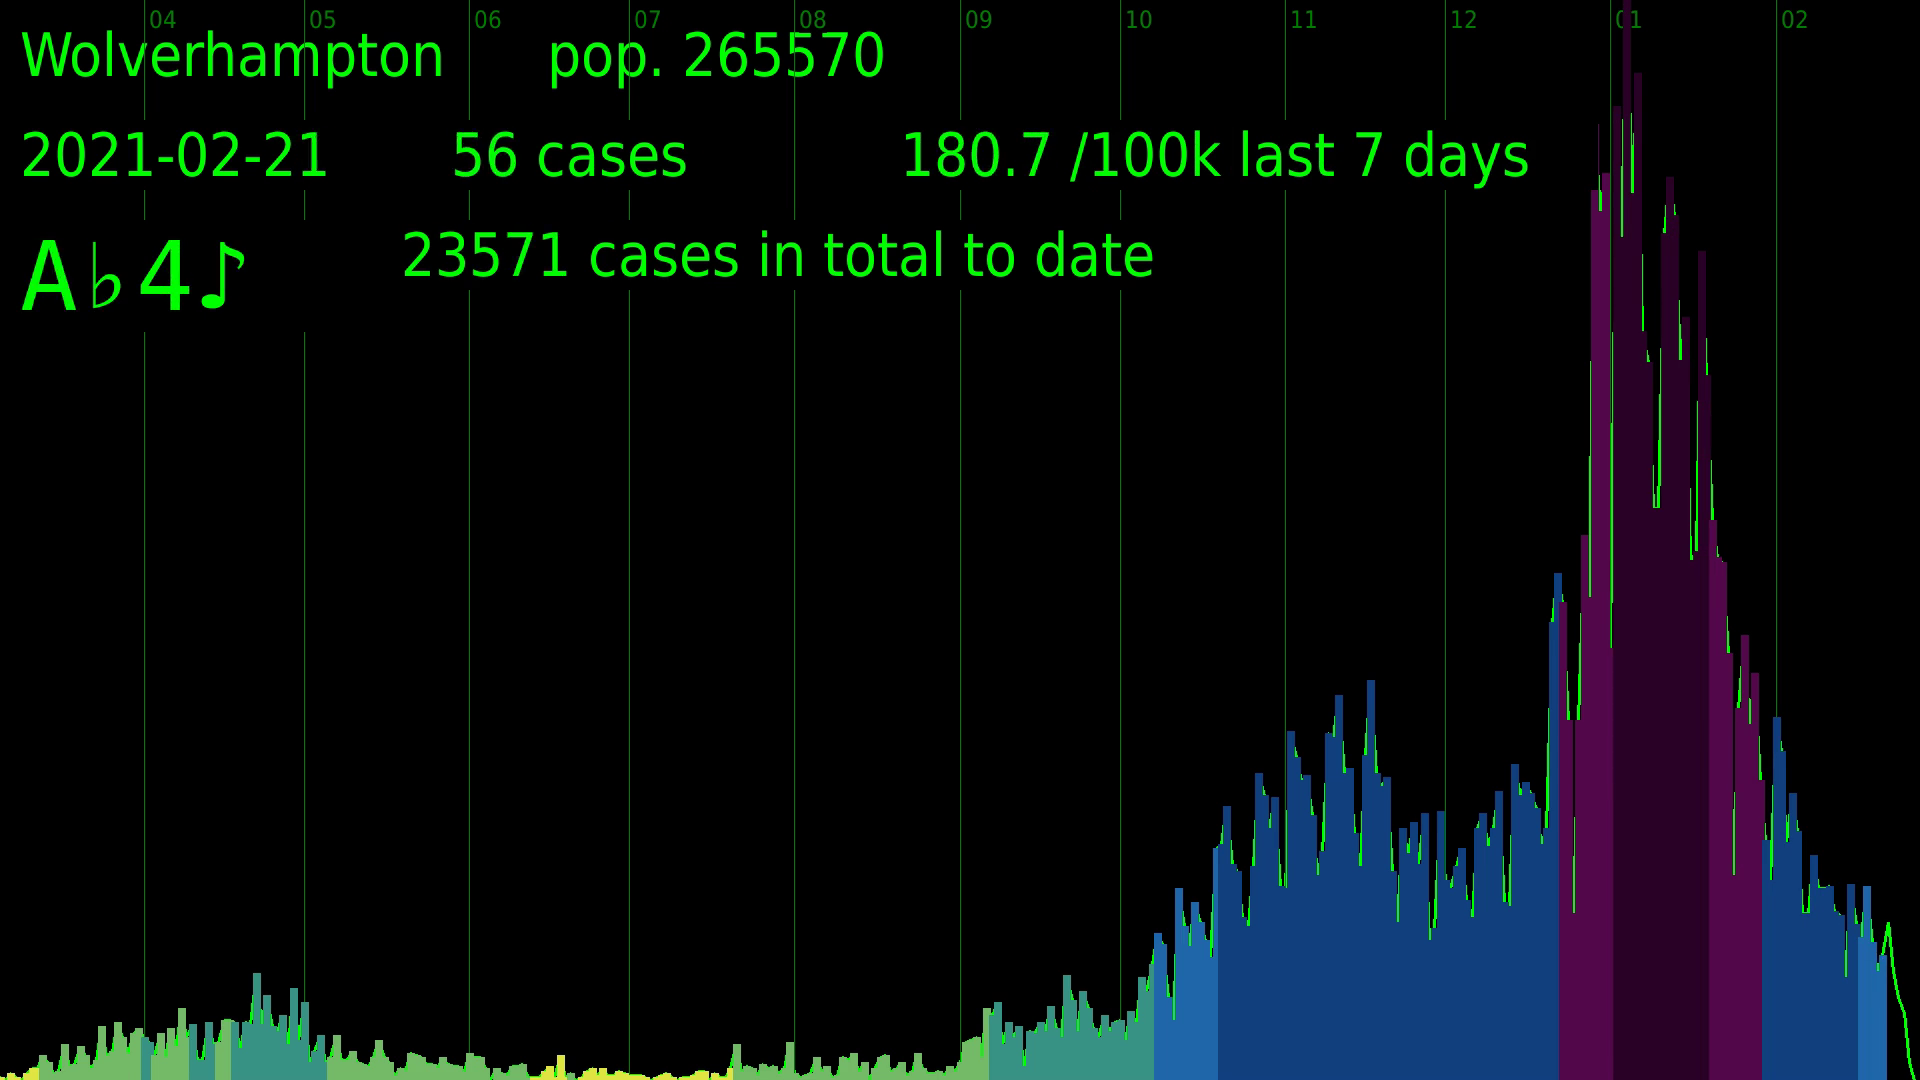 04 05 06 07 08 09 10 11 12 01 02
Wolverhampton pop. 265570
2021-02-21 56 cases 180.7 /100k last 7 days
A♭4♪ 23571 cases in total to date